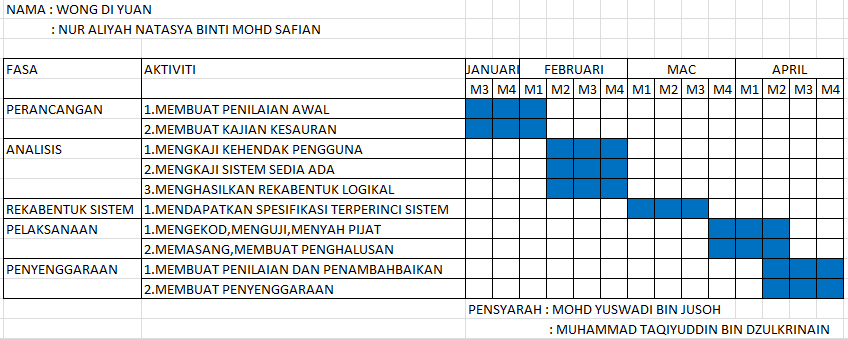 NAMA : WONG DI YUAN
: NUR ALIYAH NATASYA BINTI MOHD SAFIAN
FASA AKTIVITI JANUARI FEBRUARI MAC APRIL
M3 M4 M1 M2 M3 M4 M1 M2 M3 M4 M1 M2 M3 M4
PERANCANGAN 1.MEMBUAT PENILAIAN AWAL
2.MEMBUAT KAJIAN KESAURAN
ANALISIS 1.MENGKAJI KEHENDAK PENGGUNA
2.MENGKAJI SISTEM SEDIA ADA
3.MENGHASILKAN REKABENTUK LOGIKAL
REKABENTUK SISTEM 1.MENDAPATKAN SPESIFIKASI TERPERINCI SISTEM
PELAKSANAAN 1.MENGEKOD,MENGUJI,MENYAH PIJAT
2.MEMASANG,MEMBUAT PENGHALUSAN
PENYENGGARAAN 1.MEMBUAT PENILAIAN DAN PENAMBAHBAIKAN
2.MEMBUAT PENYENGGARAAN
PENSYARAH : MOHD YUSWADI BIN JUSOH
: MUHAMMAD TAQIYUDDIN BIN DZULKRINAIN